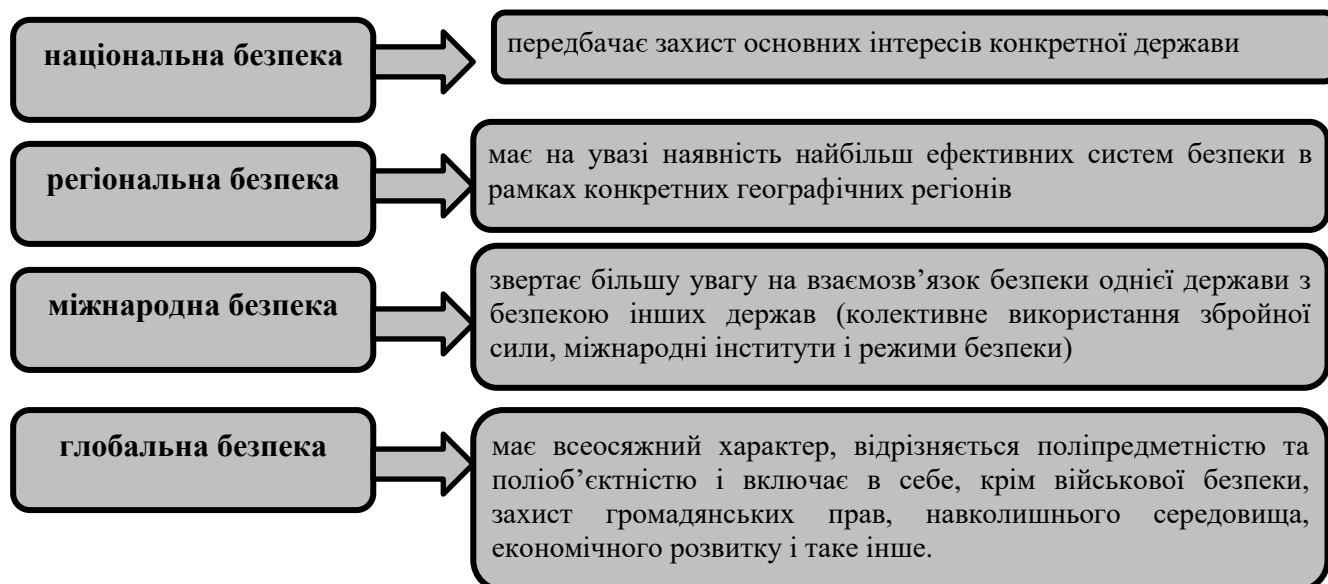 національна безпека
передбачає захист основних інтересів конкретної держави
регіональна безпека
має на увазі наявність найбільш ефективних систем безпеки в
рамках конкретних географічних регіонів
міжнародна безпека
звертає більшу увагу на взаємозв’язок безпеки однієї держави з
безпекою інших держав (колективне використання збройної
сили, міжнародні інститути і режими безпеки)
глобальна безпека
має всеосяжний характер, відрізняється поліпредметністю та
поліоб’єктністю і включає в себе, крім військової безпеки,
захист громадянських прав, навколишнього середовища,
економічного розвитку і таке інше.